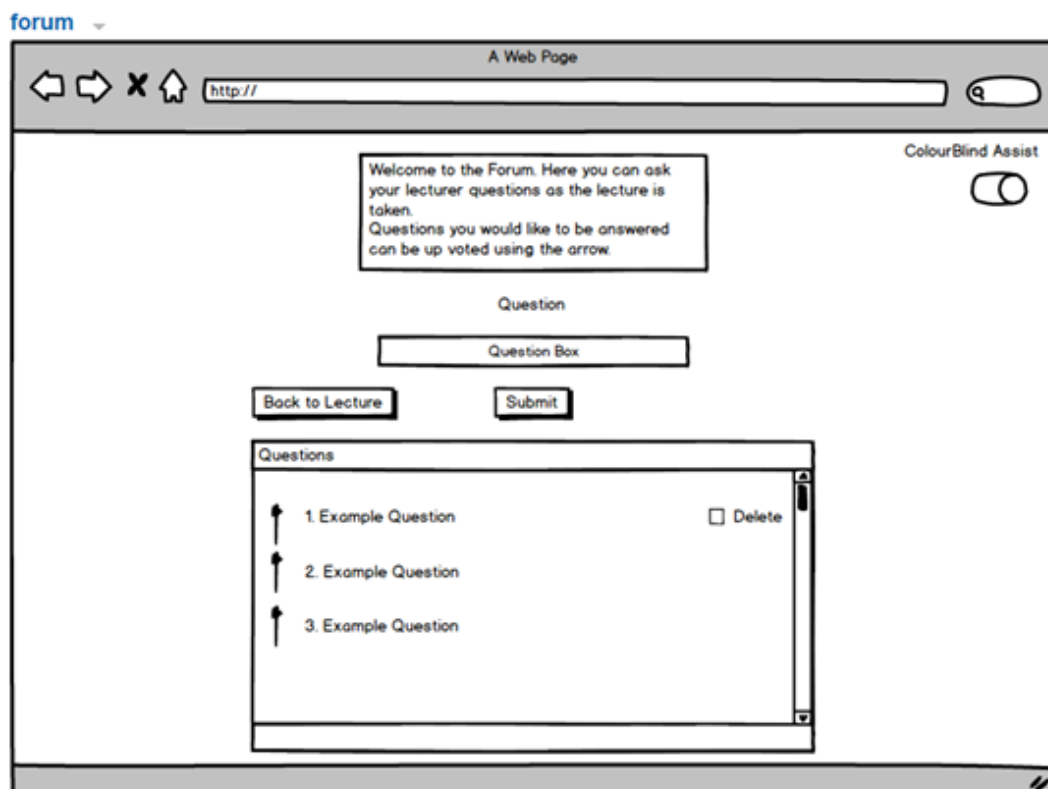 forum
A Web Page
http://
ColourBlind Assist
Welcome to the Forum. Here you can ask
your lecturer questions as the lecture is
taken.
Questions you would like to be answered
can be up voted using the arrow.
Question
Question Box
Back to Lecture
Submit
Questions
1. Example Question
Delete
2. Example Question
3. Example Question